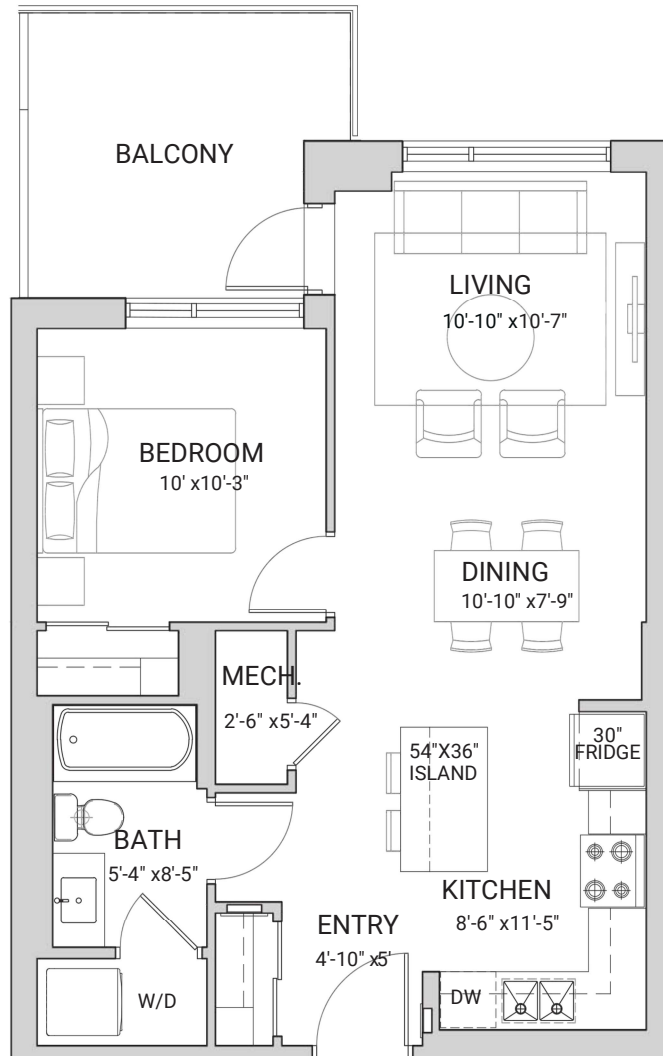 BALCONY
LIVING
10'-10" x10'-7"
BEDROOM
10' x10'-3"
DINING
10'-10" x7'-9"
MECH.
2'-6" x5'-4"
54"X36"
ISLAND
30"
FRIDGE
BATH
5'-4" x8'-5"
KITCHEN
8'-6" x11'-5"
ENTRY
4'-10" x5'
W/D
DW